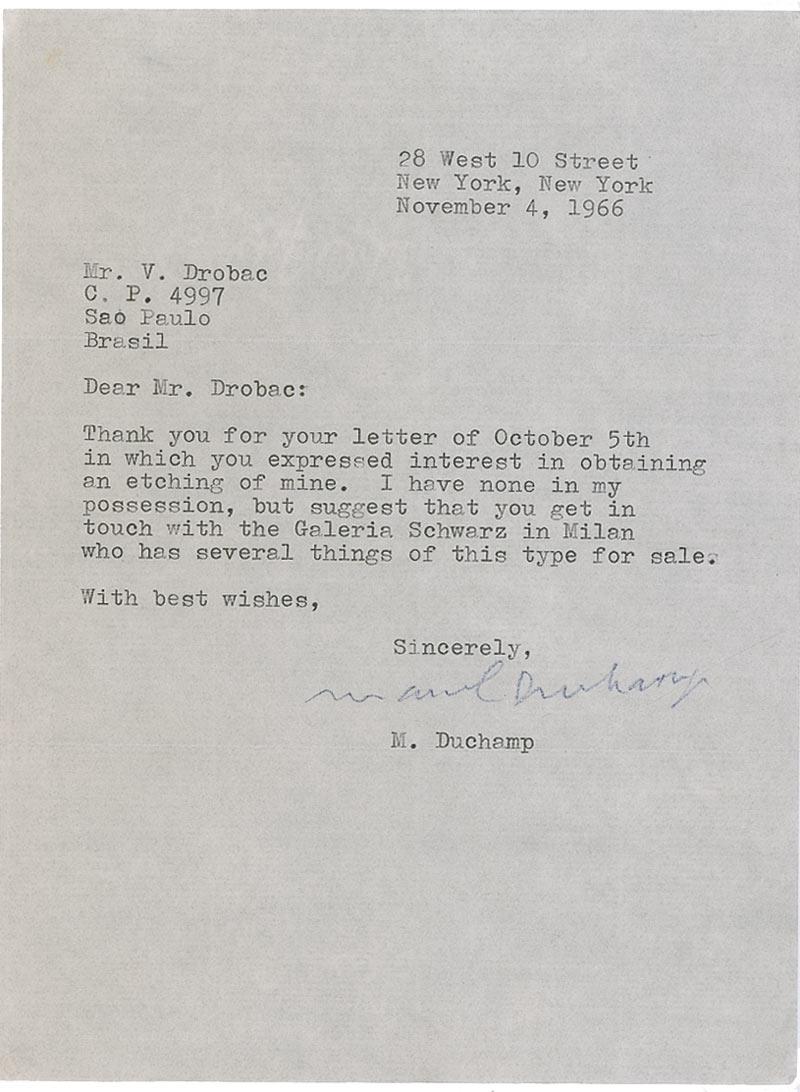 28 West 10 Street
New York, New York
November 4, 1966
Mr. V. Drobac
C. P. 4997
Sao Paulo
Brasil
Dear Mr. Drobac:
Thank you for your letter of October 5th
in which you expressed interest in obtaining
an etching of mine. I have none in my
possession, but suggest that you get in
touch with the Galeria Schwarz in Milan
who has several things of this type for sale.
With best wishes,
Sincerely,
Marcel Duchamp
M. Duchamp